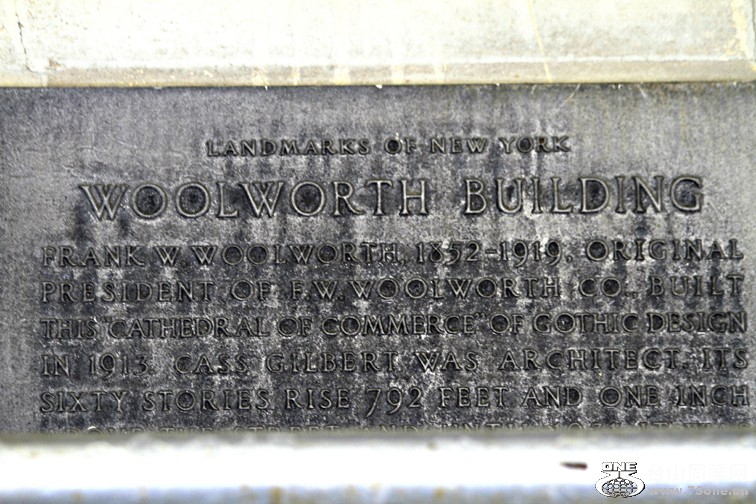 LANDMARKS OF NEW YORK
WOOLWORTH BUILDING
FRANK W. WOOLWORTH, 1852-1919, ORIGINAL
PRESIDENT OF F.W. WOOLWORTH CO. BUILT
THIS "CATHEDRAL OF COMMERCE" OF GOTHIC DESIGN
IN 1913. CASS GILBERT WAS ARCHITECT. ITS
SIXTY STORIES RISE 792 FEET AND ONE INCH
ONE